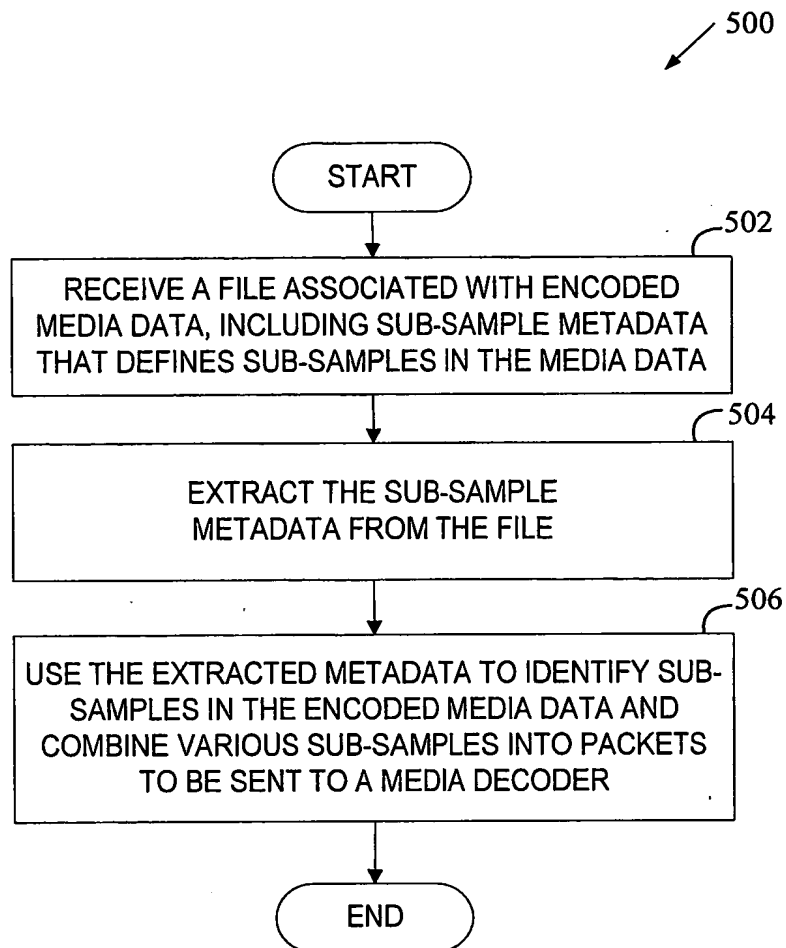 500
START
502
RECEIVE A FILE ASSOCIATED WITH ENCODED
MEDIA DATA, INCLUDING SUB-SAMPLE METADATA
THAT DEFINES SUB-SAMPLES IN THE MEDIA DATA
504
EXTRACT THE SUB-SAMPLE
METADATA FROM THE FILE
506
USE THE EXTRACTED METADATA TO IDENTIFY SUB-
SAMPLES IN THE ENCODED MEDIA DATA AND
COMBINE VARIOUS SUB-SAMPLES INTO PACKETS
TO BE SENT TO A MEDIA DECODER
END